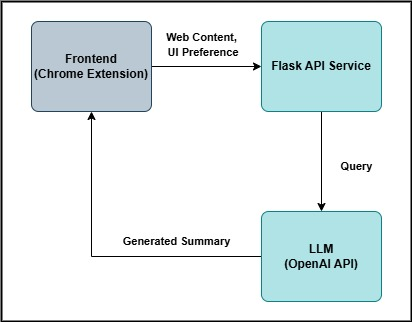 Frontend
(Chrome Extension)
Web Content,
UI Preference
Flask API Service
Query
LLM
(OpenAI API)
Generated Summary